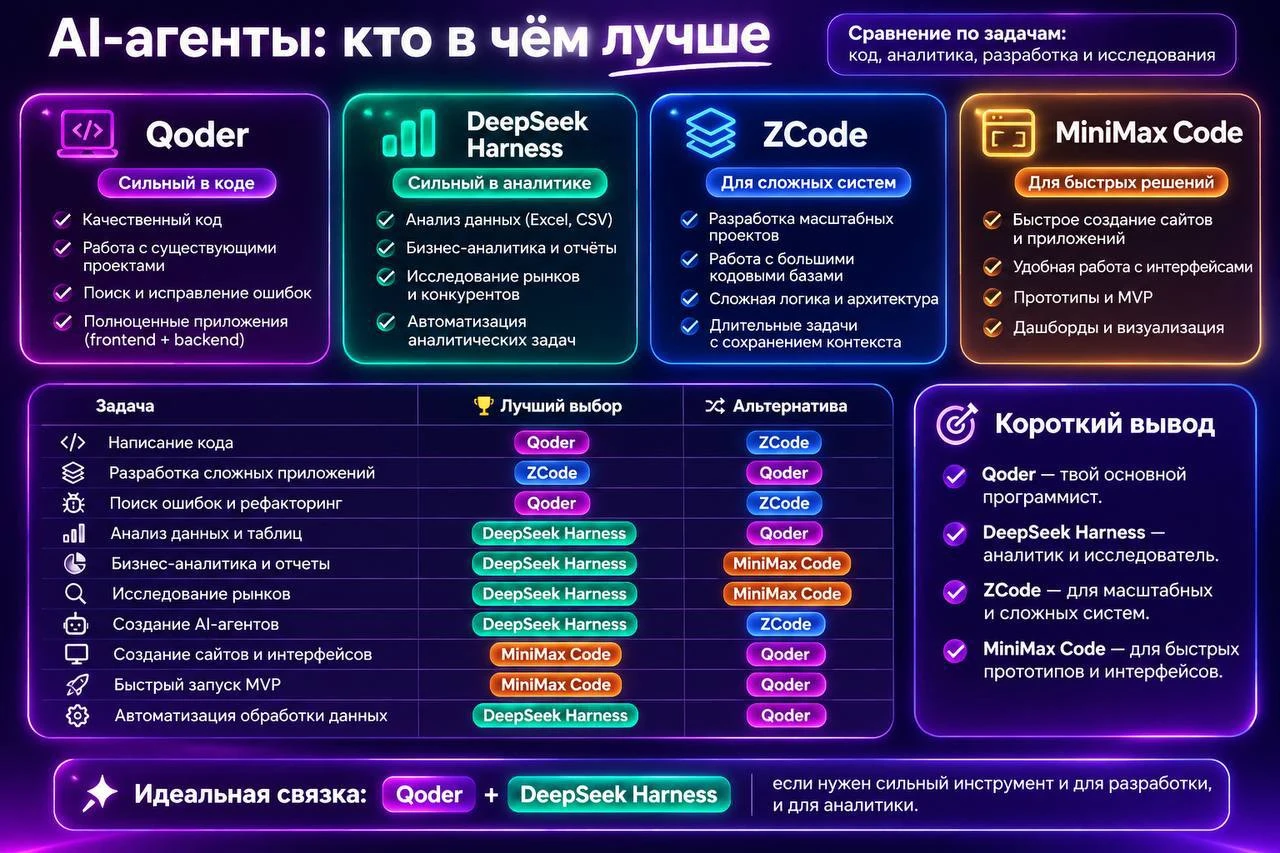 AI-агенты: кто в чём лучше
Сравнение по задачам:
код, аналитика, разработка и исследования
Qoder
Сильный в коде
Качественный код
Работа с существующими
проектами
Поиск и исправление ошибок
Полноценные приложения
(frontend + backend)
DeepSeek
Harness
Сильный в аналитике
Анализ данных (Excel, CSV)
Бизнес-аналитика и отчёты
Исследование рынков
и конкурентов
Автоматизация
аналитических задач
ZCode
Для сложных систем
Разработка масштабных
проектов
Работа с большими
кодовыми базами
Сложная логика и архитектура
Длительные задачи
с сохранением контекста
MiniMax Code
Для быстрых решений
Быстрое создание сайтов
и приложений
Удобная работа с интерфейсами
Прототипы и MVP
Дашборды и визуализация
Задача Лучший выбор Альтернатива
Написание кода Qoder ZCode
Разработка сложных приложений ZCode Qoder
Поиск ошибок и рефакторинг Qoder ZCode
Анализ данных и таблиц DeepSeek Harness Qoder
Бизнес-аналитика и отчеты DeepSeek Harness MiniMax Code
Исследование рынков DeepSeek Harness MiniMax Code
Создание AI-агентов DeepSeek Harness ZCode
Создание сайтов и интерфейсов MiniMax Code Qoder
Быстрый запуск MVP MiniMax Code Qoder
Автоматизация обработки данных DeepSeek Harness Qoder
Короткий вывод
Qoder — твой основной
программист.
DeepSeek Harness —
аналитик и исследователь.
ZCode — для масштабных
и сложных систем.
MiniMax Code — для быстрых
прототипов и интерфейсов.
Идеальная связка: Qoder + DeepSeek Harness
если нужен сильный инструмент и для разработки,
и для аналитики.